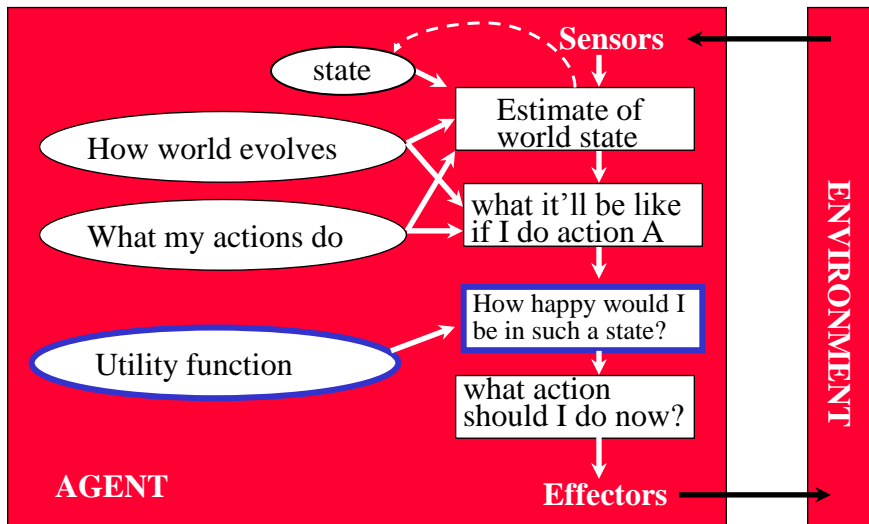 Sensors
state
Estimate of
world state
How world evolves
what it'll be like
if I do action A
What my actions do
How happy would I
be in such a state?
Utility function
what action
should I do now?
AGENT
Effectors
ENVIRONMENT